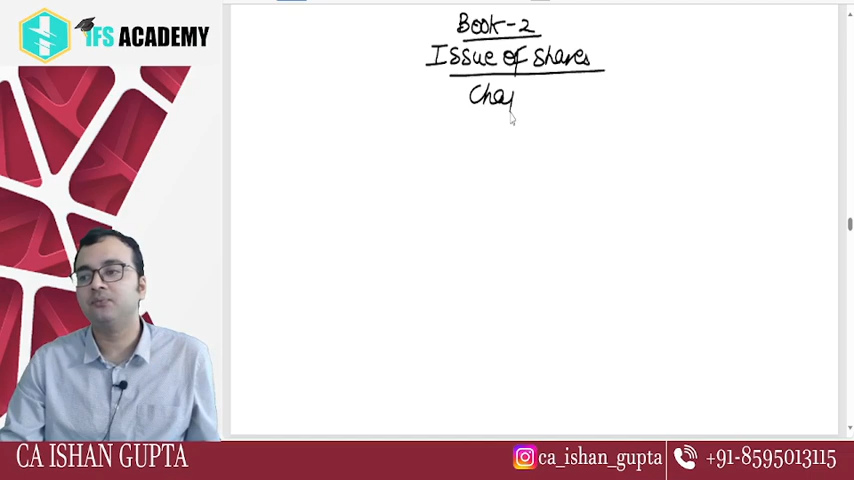 IFS ACADEMY
Book-2
Issue of shares
Chap
CA ISHAN GUPTA
ca_ishan_gupta
+91-8595013115